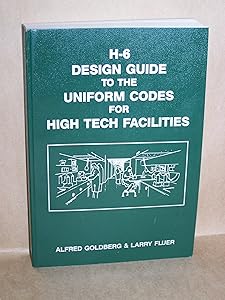 H-6
DESIGN GUIDE
TO THE
UNIFORM CODES
FOR
HIGH TECH FACILITIES
ALFRED GOLDBERG & LARRY FLUER